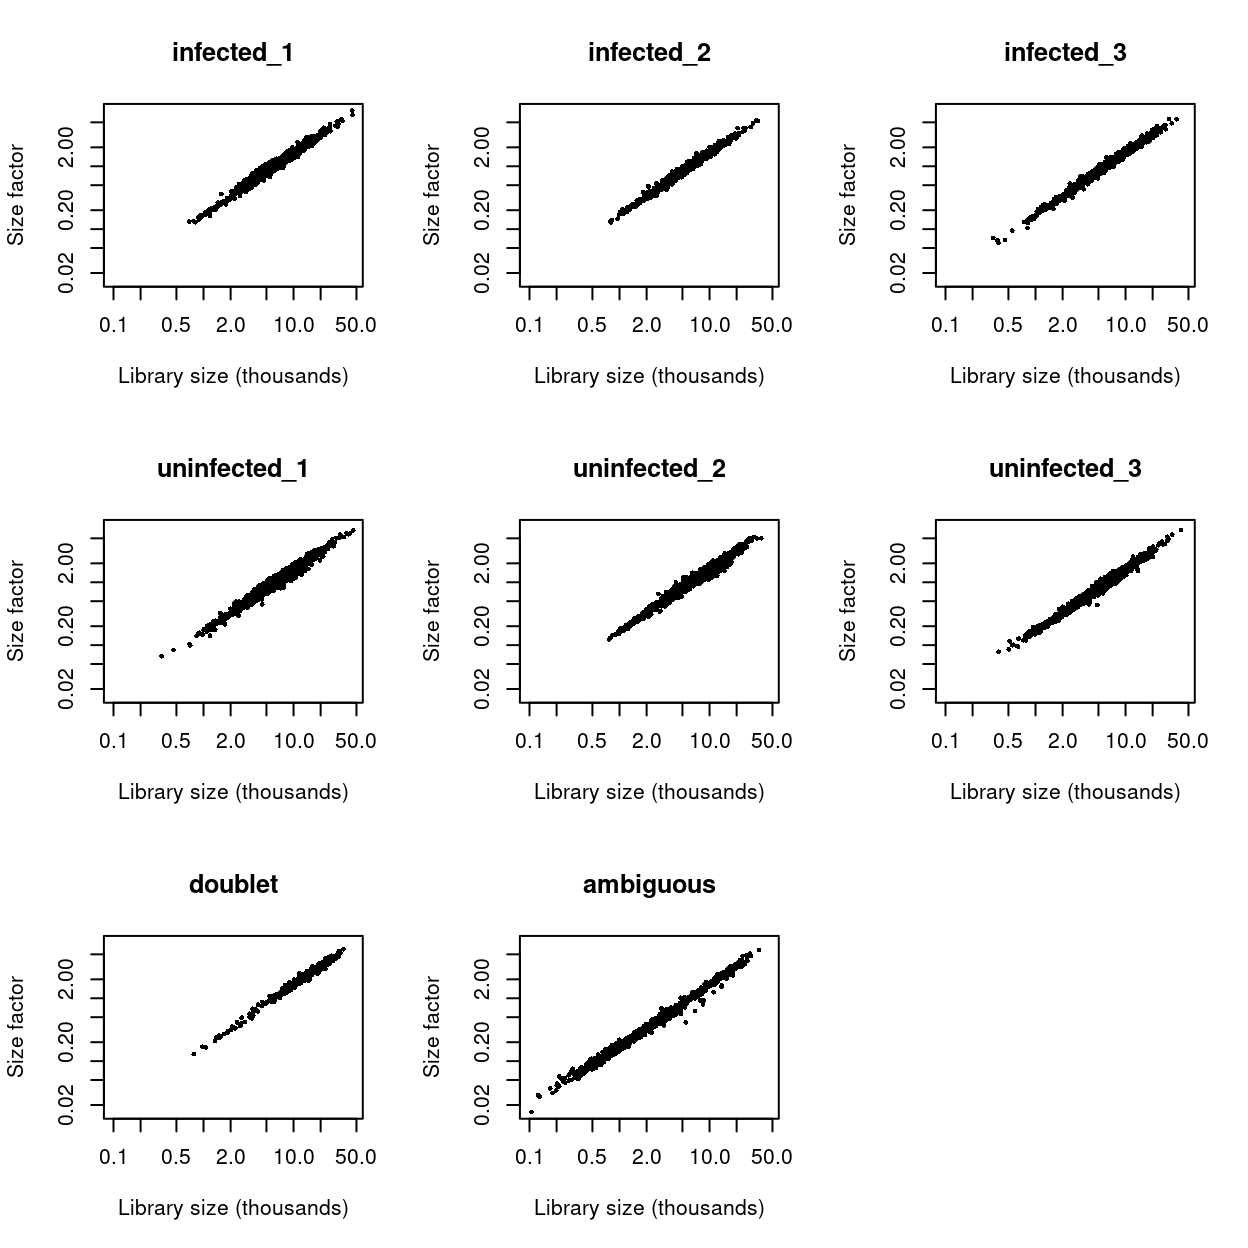 infected_1 infected_2 infected_3
Size factor 0.02 0.20 2.00 Size factor 0.02 0.20 2.00 Size factor 0.02 0.20 2.00
0.1 0.5 2.0 10.0 50.0 0.1 0.5 2.0 10.0 50.0 0.1 0.5 2.0 10.0 50.0
Library size (thousands) Library size (thousands) Library size (thousands)
uninfected_1 uninfected_2 uninfected_3
Size factor 0.02 0.20 2.00 Size factor 0.02 0.20 2.00 Size factor 0.02 0.20 2.00
0.1 0.5 2.0 10.0 50.0 0.1 0.5 2.0 10.0 50.0 0.1 0.5 2.0 10.0 50.0
Library size (thousands) Library size (thousands) Library size (thousands)
doublet ambiguous
Size factor 0.02 0.20 2.00 Size factor 0.02 0.20 2.00
0.1 0.5 2.0 10.0 50.0 0.1 0.5 2.0 10.0 50.0
Library size (thousands) Library size (thousands)